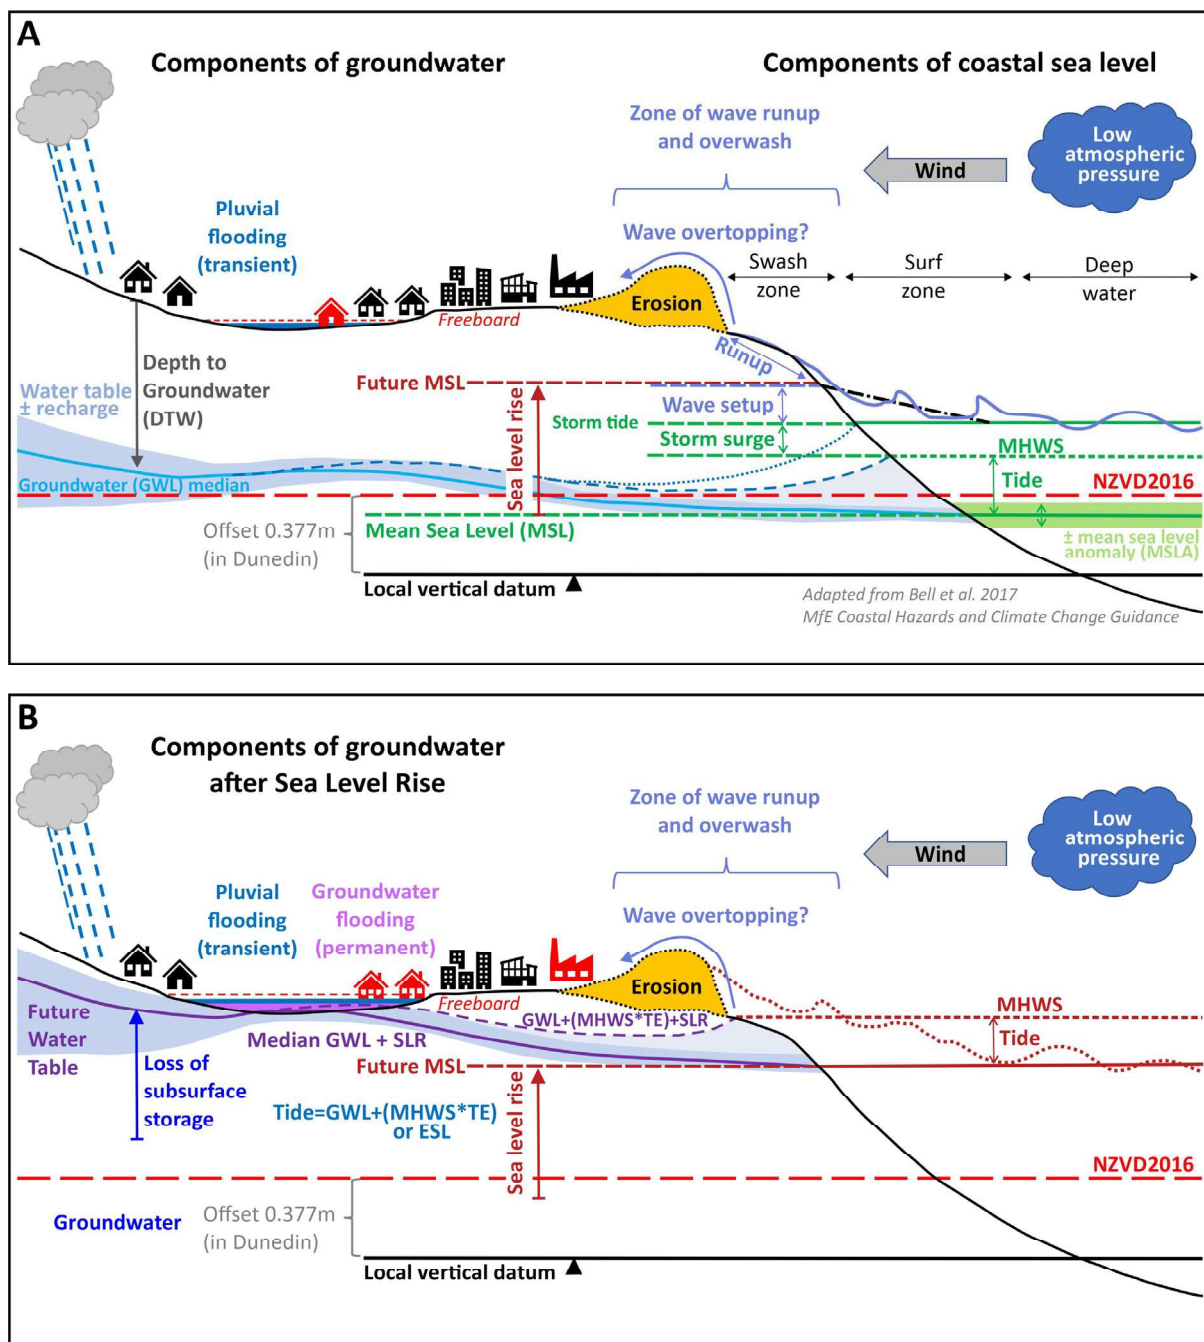 A
Components of groundwater
Components of coastal sea level
Zone of wave runup
and overwash
Low
atmospheric
pressure
Wind
Pluvial
flooding
(transient)
Wave overtopping?
Swash
zone
Surf
zone
Deep
water
Erosion
Freeboard
Runup
Depth to
Groundwater
(DTW)
Water table
± recharge
Future MSL
Sea level rise
Wave setup
Storm tide
Storm surge
MHWS
Tide
Groundwater (GWL) median
NZVD2016
Offset 0.377m
(in Dunedin)
Mean Sea Level (MSL)
± mean sea level
anomaly (MSLA)
Local vertical datum
Adapted from Bell et al. 2017
MfE Coastal Hazards and Climate Change Guidance
B
Components of groundwater
after Sea Level Rise
Zone of wave runup
and overwash
Low
atmospheric
pressure
Wind
Pluvial
flooding
(transient)
Groundwater
flooding
(permanent)
Wave overtopping?
Erosion
Freeboard
GWL+(MHWS*TE)+SLR
MHWS
Tide
Future
Water
Table
Median GWL + SLR
Future MSL
Loss of
subsurface
storage
Sea level rise
Tide=GWL+(MHWS*TE)
or ESL
NZVD2016
Groundwater
Offset 0.377m
(in Dunedin)
Local vertical datum